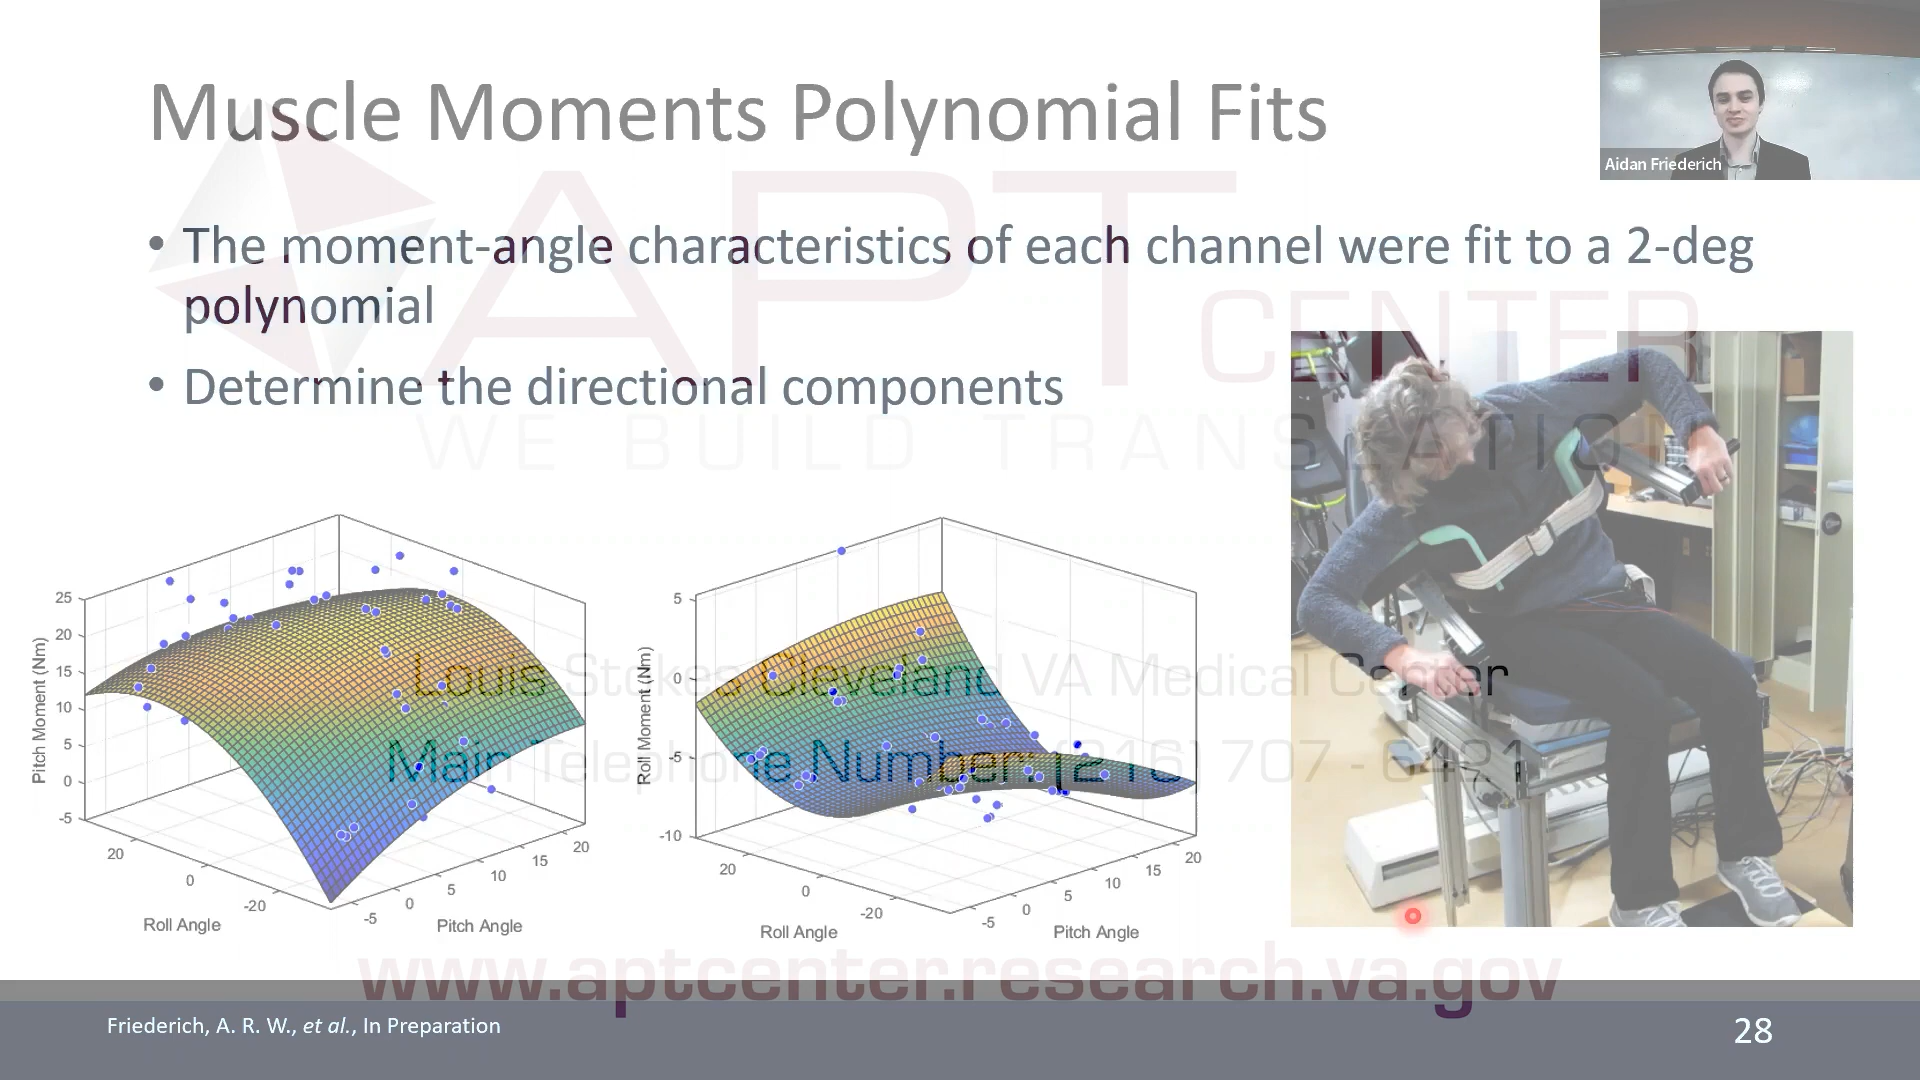 Muscle Moments Polynomial Fits
Aidan Friederich
APT
CENTER
WE BUILD TRANSLATION
• The moment-angle characteristics of each channel were fit to a 2-deg
polynomial
• Determine the directional components
25
20
15
10
5
0
-5
Pitch Moment (Nm)
20
0
-20
Roll Angle
-5
0
5
10
15
20
Pitch Angle
5
0
-5
-10
Roll Moment (Nm)
20
0
-20
Roll Angle
-5
0
5
10
15
20
Pitch Angle
Louis Stokes Cleveland VA Medical Center
Main Telephone Number: (216) 707 - 6421
www.aptcenter.research.va.gov
Friederich, A. R. W., et al., In Preparation
28